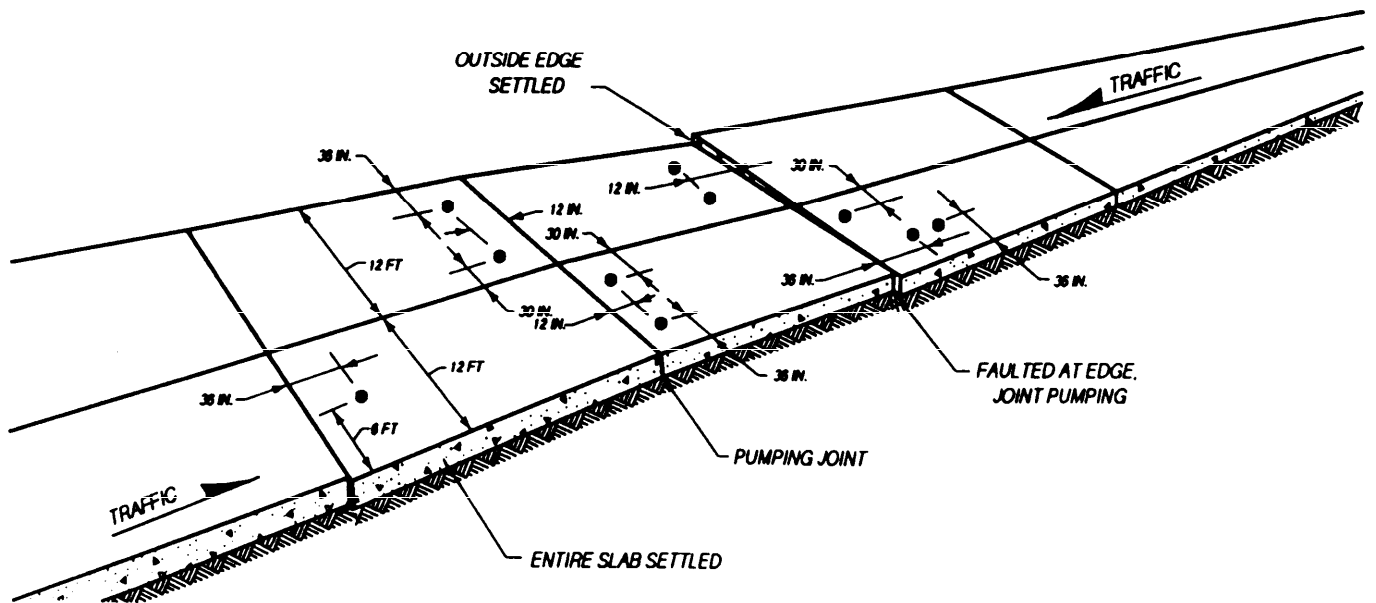 OUTSIDE EDGE
SETTLED
TRAFFIC
36 IN.
30 IN.
12 IN.
12 IN.
30 IN.
12 FT
36 IN.
36 IN.
30 IN.
12 IN.
12 FT
36 IN.
36 IN.
FAULTED AT EDGE,
JOINT PUMPING
6 FT
PUMPING JOINT
TRAFFIC
ENTIRE SLAB SETTLED